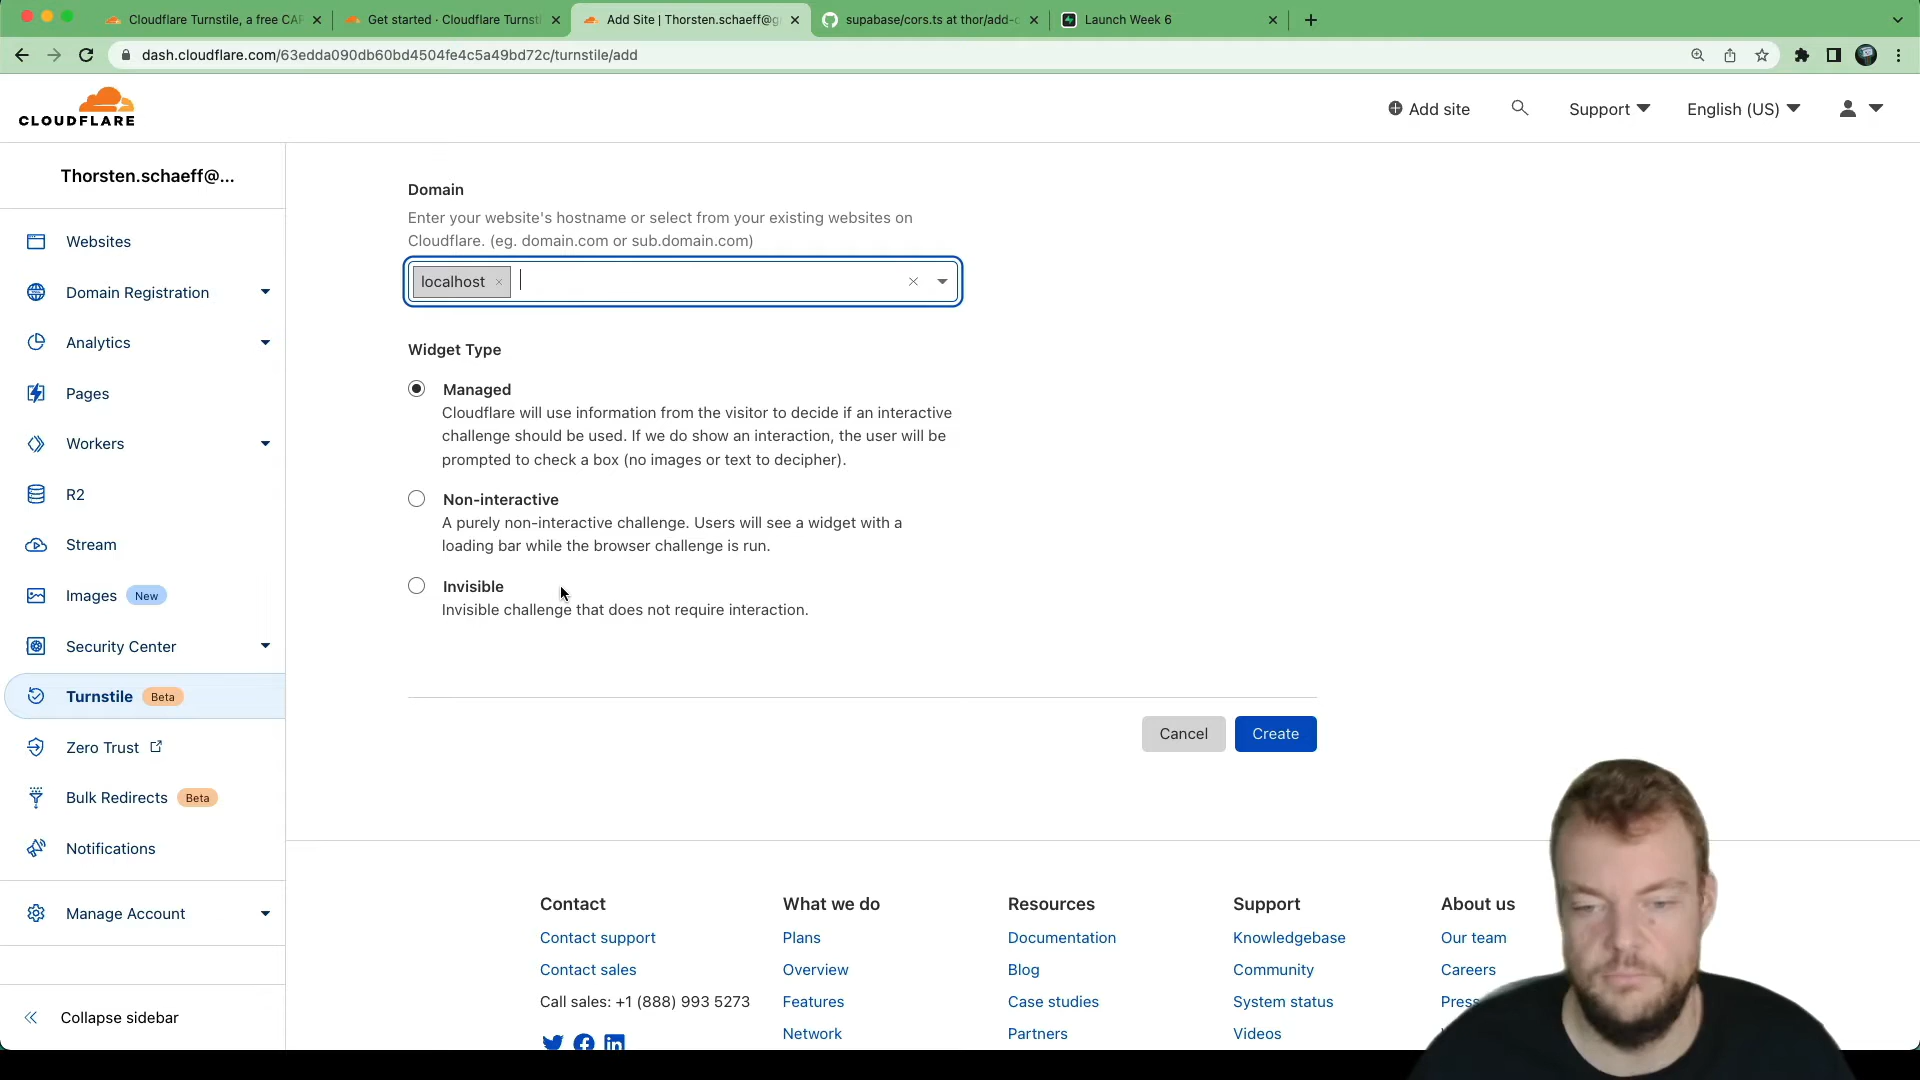 Cloudflare Turnstile, a free CAP
Get started · Cloudflare Turnsti
Add Site | Thorsten.schaeff@g
supabase/cors.ts at thor/add-c
Launch Week 6
dash.cloudflare.com/63edda090db60bd4504fe4c5a49bd72c/turnstile/add
CLOUDFLARE
Add site
Support
English (US)
Thorsten.schaeff@...
Websites
Domain Registration
Analytics
Pages
Workers
R2
Stream
Images New
Security Center
Turnstile Beta
Zero Trust
Bulk Redirects Beta
Notifications
Manage Account
Collapse sidebar
Domain
Enter your website's hostname or select from your existing websites on
Cloudflare. (eg. domain.com or sub.domain.com)
localhost ×
Widget Type
Managed
Cloudflare will use information from the visitor to decide if an interactive
challenge should be used. If we do show an interaction, the user will be
prompted to check a box (no images or text to decipher).
Non-interactive
A purely non-interactive challenge. Users will see a widget with a
loading bar while the browser challenge is run.
Invisible
Invisible challenge that does not require interaction.
Cancel
Create
Contact
Contact support
Contact sales
Call sales: +1 (888) 993 5273
What we do
Plans
Overview
Features
Network
Resources
Documentation
Blog
Case studies
Partners
Support
Knowledgebase
Community
System status
Videos
About us
Our team
Careers
Press